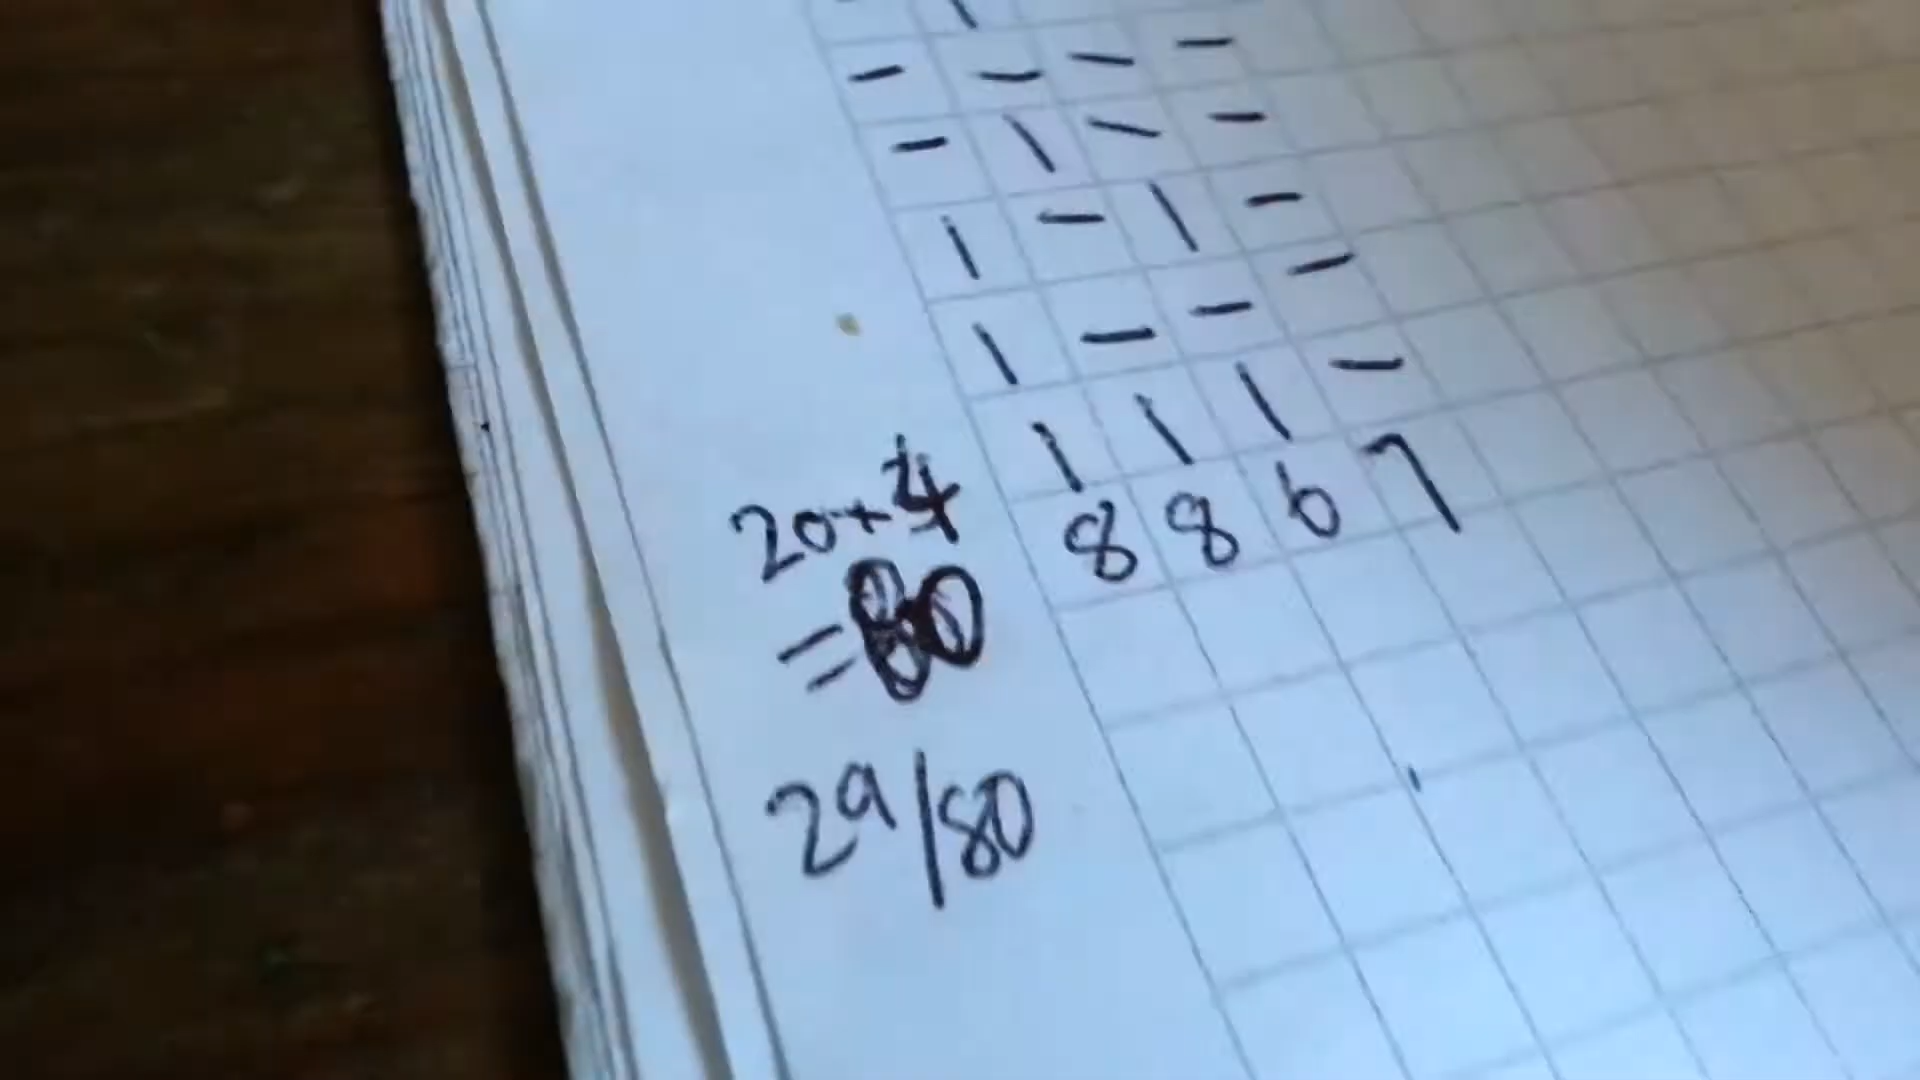 - \
- - - -
- \ - -
| - \ -
\ - - -
| \ \ -
8 8 6 7
20+4
=80
29/80